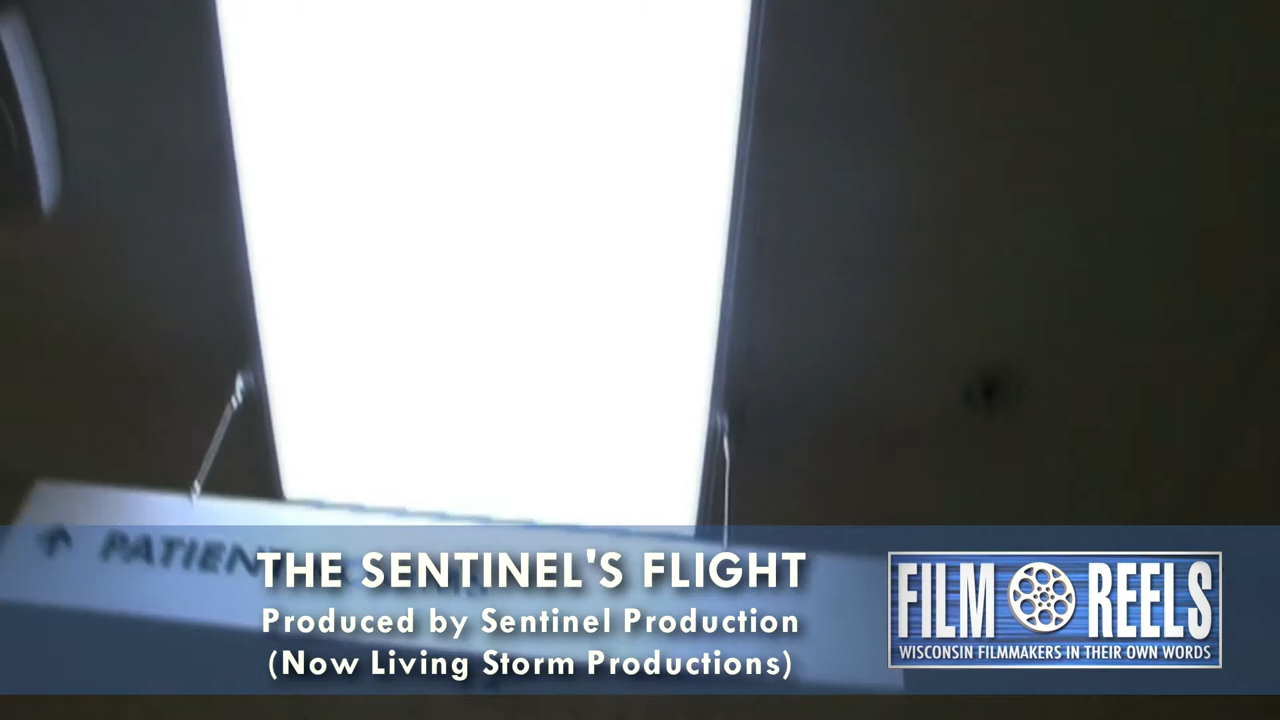 PATIEN
THE SENTINEL'S FLIGHT
Produced by Sentinel Production
(Now Living Storm Productions)
FILM REELS
WISCONSIN FILMMAKERS IN THEIR OWN WORDS